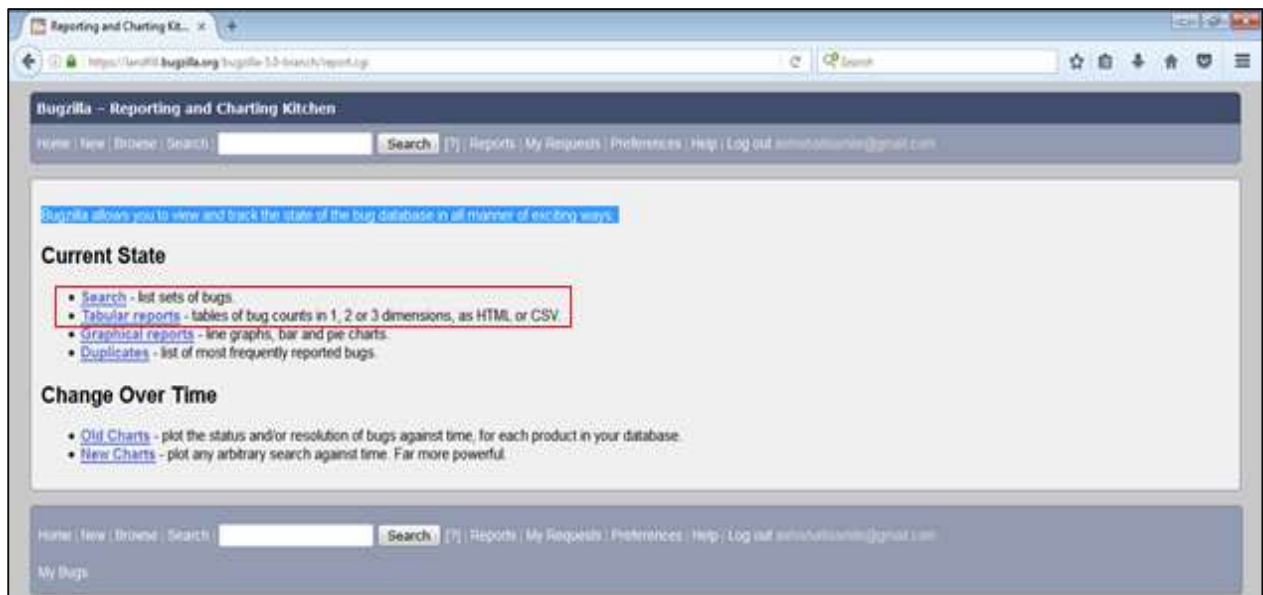 Reporting and Charting Kit...
https://landfill.bugzilla.org/bugzilla-5.0-branch/report.cgi
Search
Bugzilla – Reporting and Charting Kitchen
Home | New | Browse | Search | Search [?] | Reports | My Requests | Preferences | Help | Log out
Bugzilla allows you to view and track the state of the bug database in all manner of exciting ways.
Current State
• Search - list sets of bugs.
• Tabular reports - tables of bug counts in 1, 2 or 3 dimensions, as HTML or CSV.
• Graphical reports - line graphs, bar and pie charts.
• Duplicates - list of most frequently reported bugs.
Change Over Time
• Old Charts - plot the status and/or resolution of bugs against time, for each product in your database.
• New Charts - plot any arbitrary search against time. Far more powerful.
Home | New | Browse | Search | Search [?] | Reports | My Requests | Preferences | Help | Log out
My Bugs